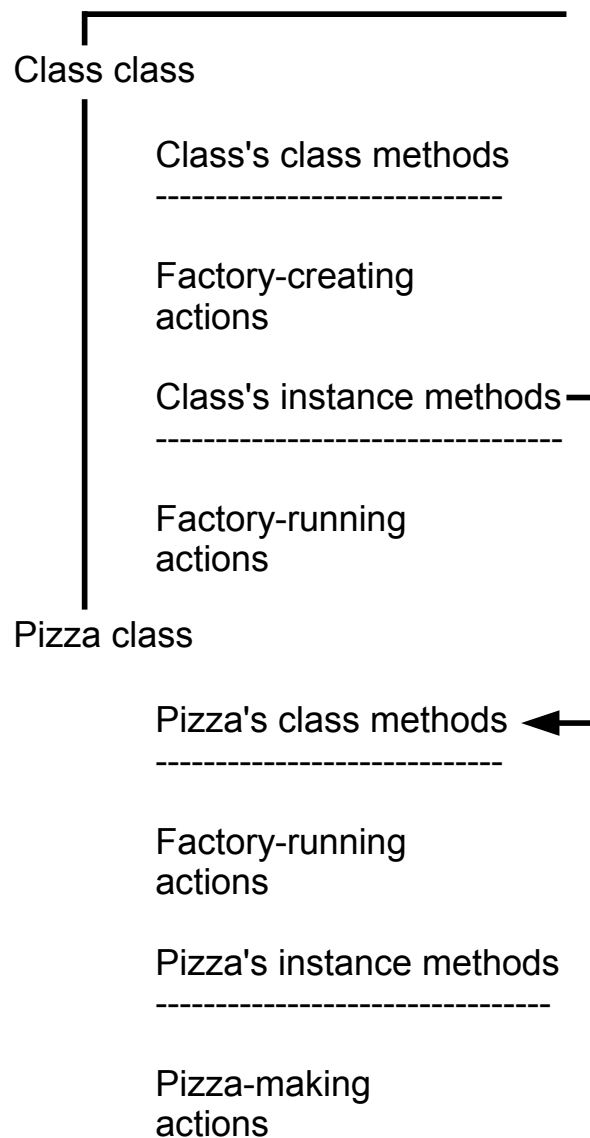 Class class
Class's class methods
-----------------------------
Factory-creating
actions
Class's instance methods
----------------------------------
Factory-running
actions
Pizza class
Pizza's class methods
-----------------------------
Factory-running
actions
Pizza's instance methods
---------------------------------
Pizza-making
actions